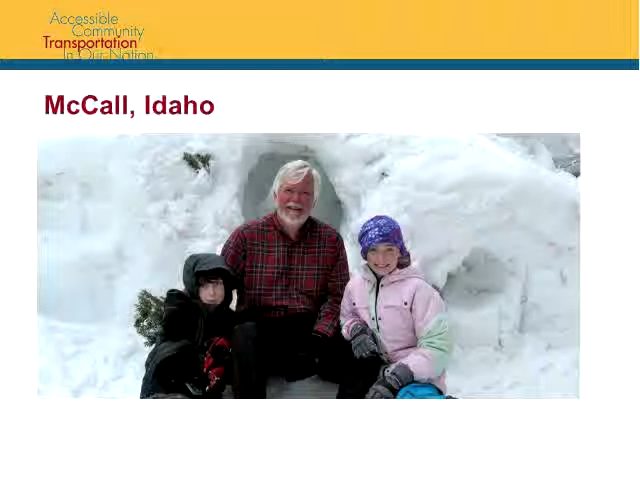 Accessible
Community
Transportation
In Our Nation
McCall, Idaho